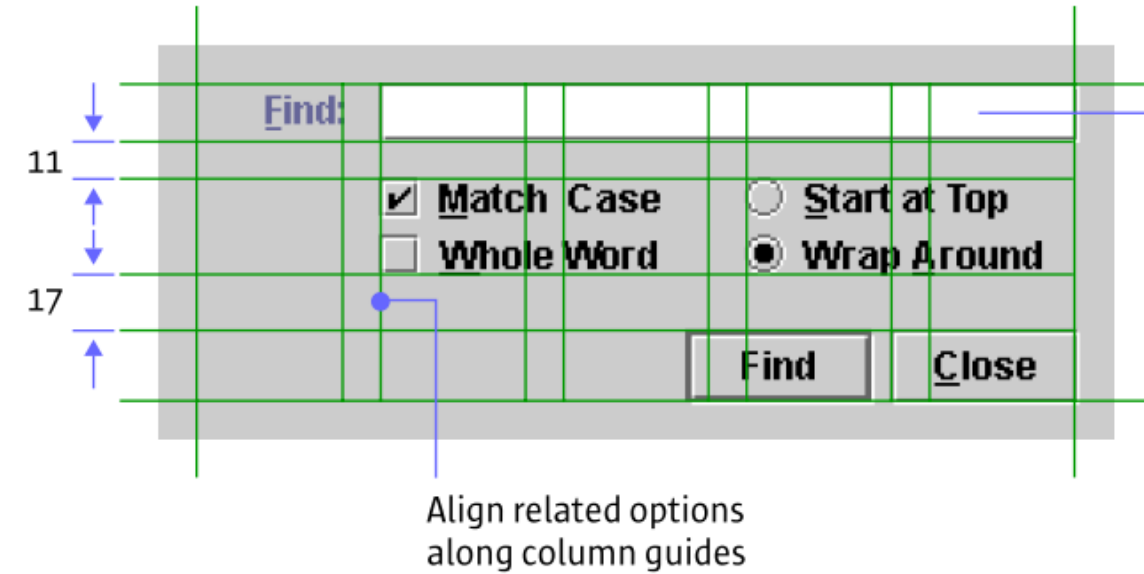 Find:
11
Match Case Start at Top
Whole Word Wrap Around
17
Find Close
Align related options
along column guides